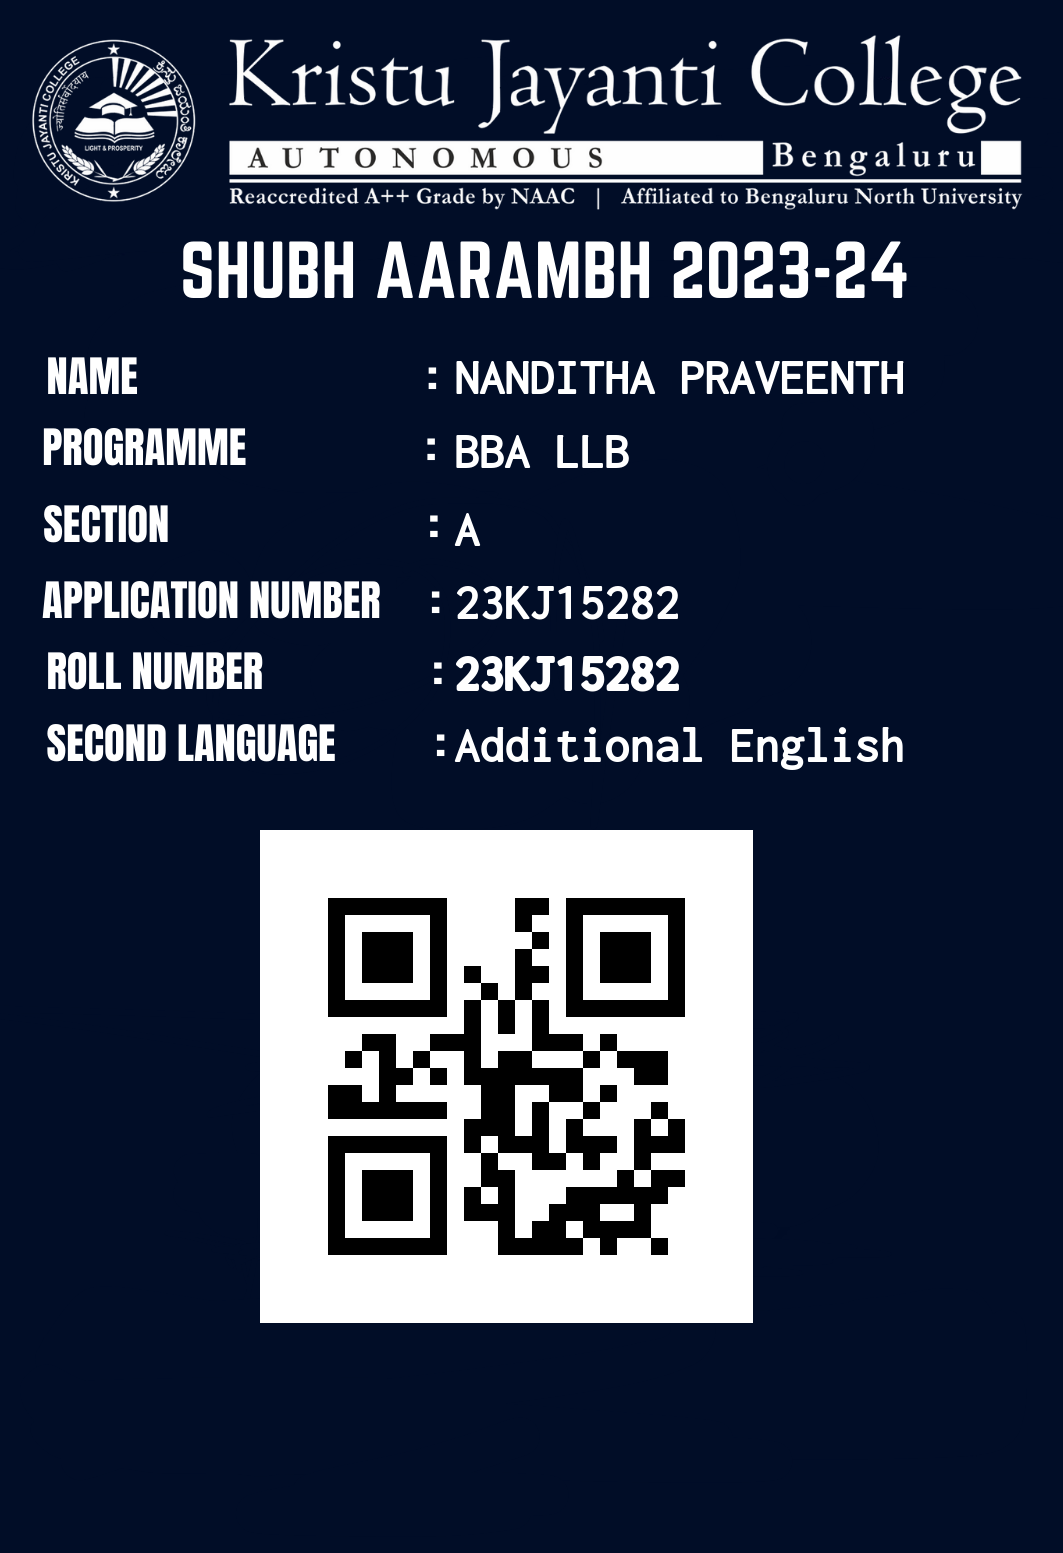 KRISTU JAYANTI COLLEGE
ಕ್ರಿಸ್ತು ಜಯಂತಿ ಕಾಲೇಜು
LIGHT & PROSPERITY
Kristu Jayanti College
AUTONOMOUS Bengaluru
Reaccredited A++ Grade by NAAC | Affiliated to Bengaluru North University
SHUBH AARAMBH 2023-24
NAME : NANDITHA PRAVEENTH
PROGRAMME : BBA LLB
SECTION : A
APPLICATION NUMBER : 23KJ15282
ROLL NUMBER : 23KJ15282
SECOND LANGUAGE : Additional English